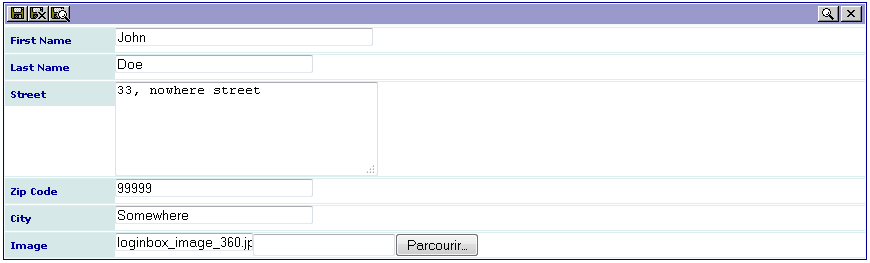 First Name John
Last Name Doe
Street 33, nowhere street
Zip Code 99999
City Somewhere
Image loginbox_image_360.jp Parcourir...